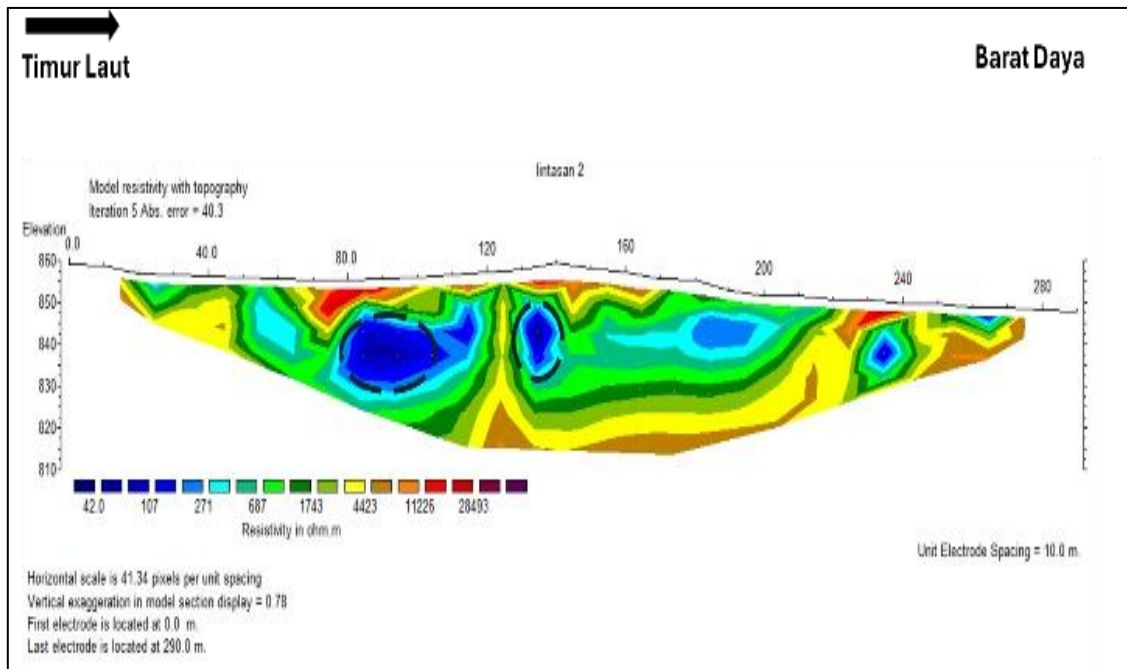 Timur Laut
Barat Daya
lintasan 2
Model resistivity with topography
Iteration 5 Abs. error = 40.3
Elevation
0.0 40.0 80.0 120 160 200 240 280
860
850
840
830
820
810
42.0 107 271 687 1743 4423 11226 28493
Resistivity in ohm.m
Unit Electrode Spacing = 10.0 m.
Horizontal scale is 41.34 pixels per unit spacing
Vertical exaggeration in model section display = 0.78
First electrode is located at 0.0 m.
Last electrode is located at 290.0 m.